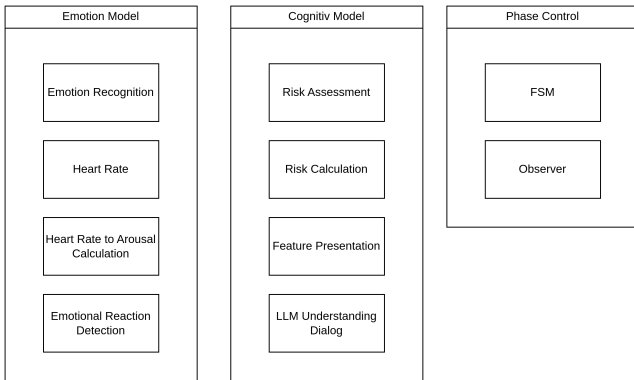 Emotion Model
Emotion Recognition
Heart Rate
Heart Rate to Arousal
Calculation
Emotional Reaction
Detection
Cognitiv Model
Risk Assessment
Risk Calculation
Feature Presentation
LLM Understanding
Dialog
Phase Control
FSM
Observer